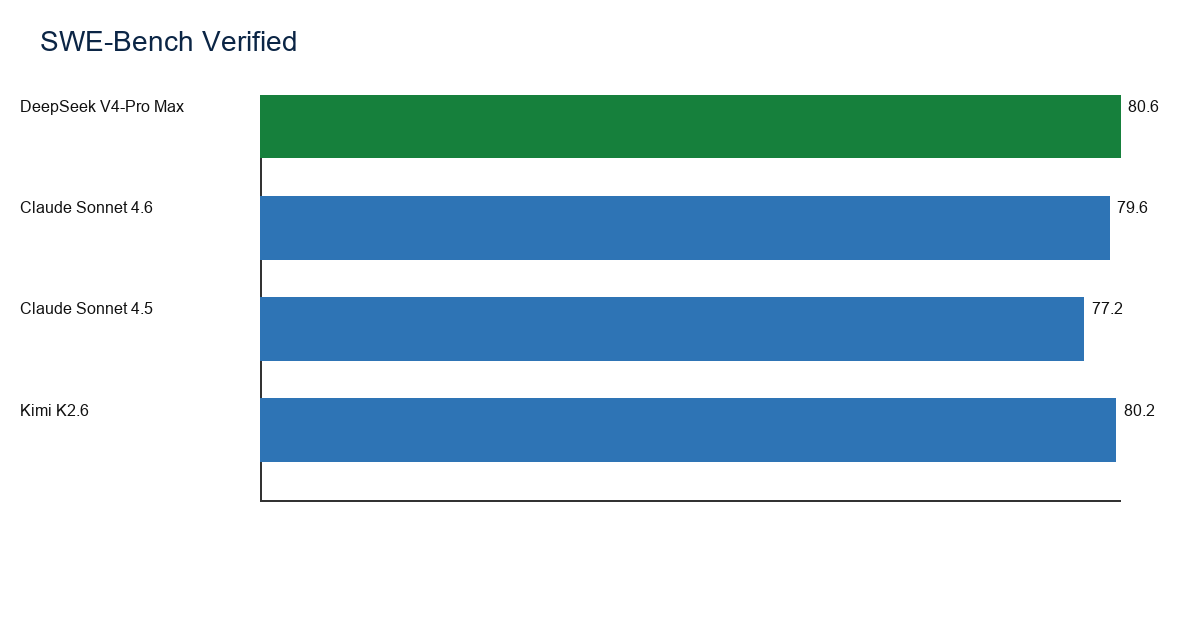 SWE-Bench Verified
DeepSeek V4-Pro Max 80.6
Claude Sonnet 4.6 79.6
Claude Sonnet 4.5 77.2
Kimi K2.6 80.2